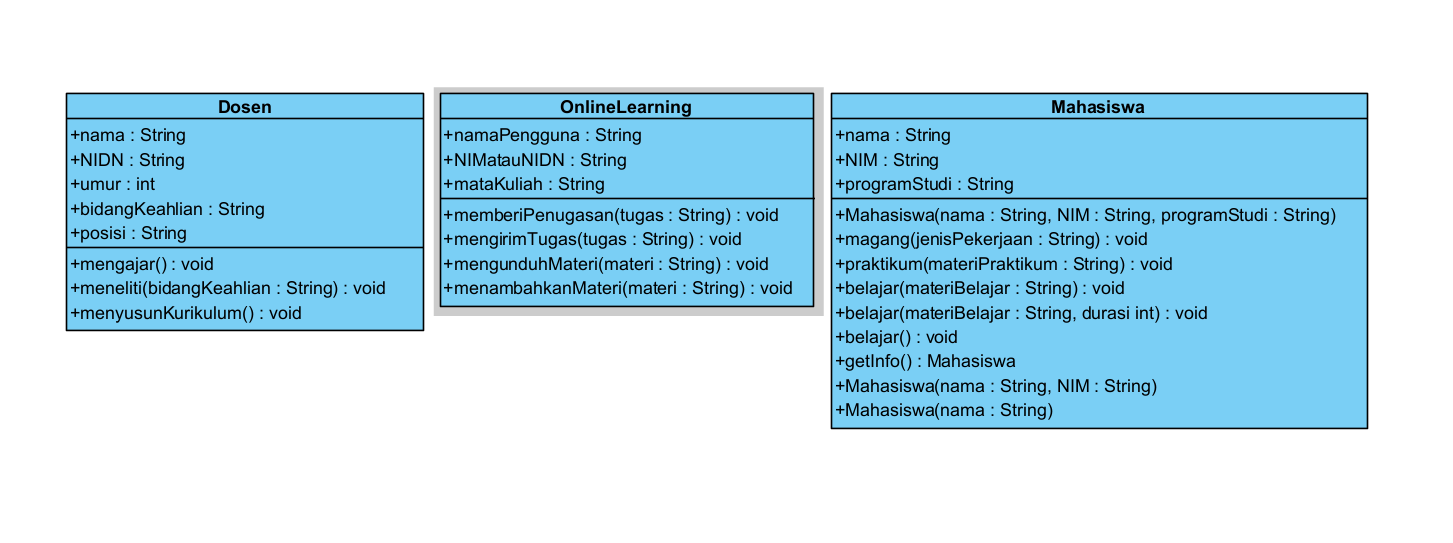 Dosen
+nama : String
+NIDN : String
+umur : int
+bidangKeahlian : String
+posisi : String
+mengajar() : void
+meneliti(bidangKeahlian : String) : void
+menyusunKurikulum() : void
OnlineLearning
+namaPengguna : String
+NIMatauNIDN : String
+mataKuliah : String
+memberiPenugasan(tugas : String) : void
+mengirimTugas(tugas : String) : void
+mengunduhMateri(materi : String) : void
+menambahkanMateri(materi : String) : void
Mahasiswa
+nama : String
+NIM : String
+programStudi : String
+Mahasiswa(nama : String, NIM : String, programStudi : String)
+magang(jenisPekerjaan : String) : void
+praktikum(materiPraktikum : String) : void
+belajar(materiBelajar : String) : void
+belajar(materiBelajar : String, durasi int) : void
+belajar() : void
+getInfo() : Mahasiswa
+Mahasiswa(nama : String, NIM : String)
+Mahasiswa(nama : String)